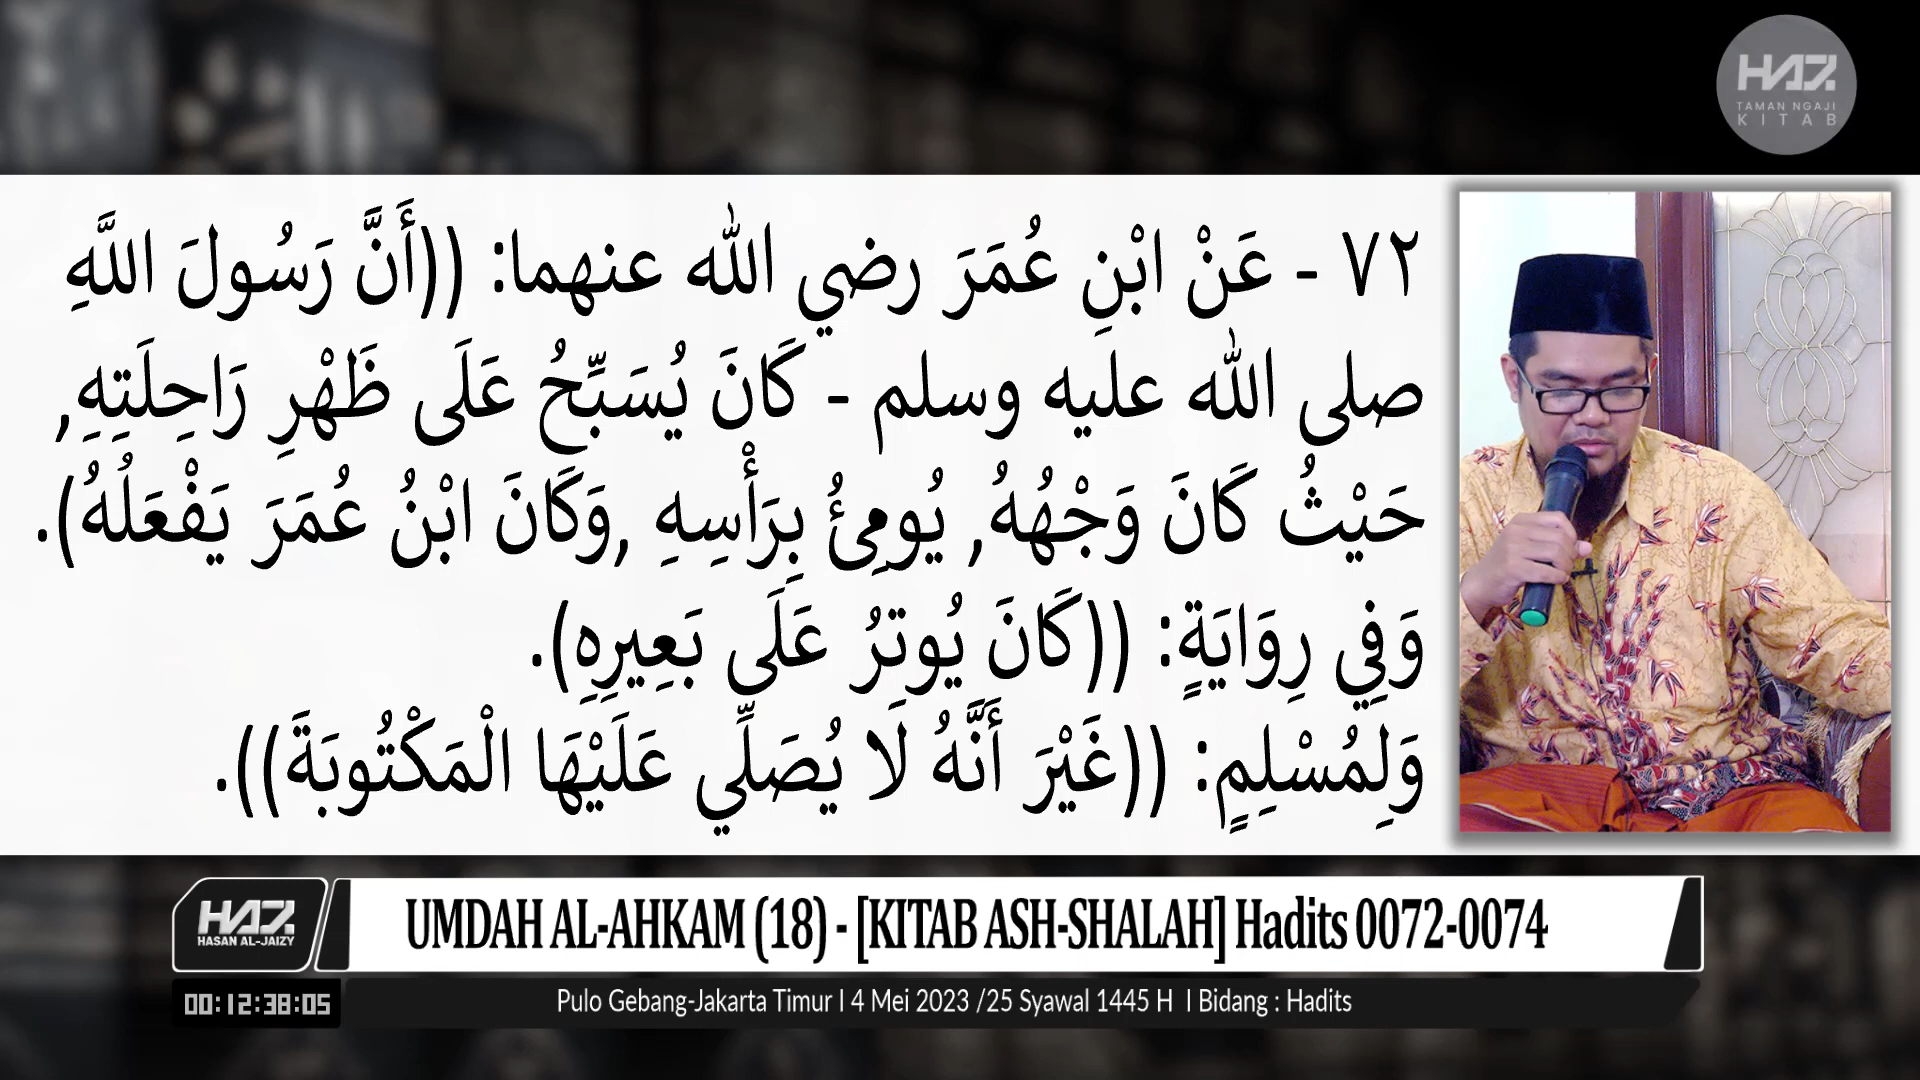 HAZ
TAMAN NGAJI
KITAB
٧٢ - عَنْ ابْنِ عُمَرَ رضي الله عنهما: ((أَنَّ رَسُولَ اللَّهِ
صلى الله عليه وسلم - كَانَ يُسَبِّحُ عَلَى ظَهْرِ رَاحِلَتِهِ,
حَيْثُ كَانَ وَجْهُهُ, يُومِئُ بِرَأْسِهِ ,وَكَانَ ابْنُ عُمَرَ يَفْعَلُهُ).
وَفِي رِوَايَةٍ: ((كَانَ يُوتِرُ عَلَى بَعِيرِهِ).
وَلِمُسْلِمٍ: ((غَيْرَ أَنَّهُ لَا يُصَلِّي عَلَيْهَا الْمَكْتُوبَةَ)).
HAZ
HASAN AL-JAIZY
UMDAH AL-AHKAM (18) - [KITAB ASH-SHALAH] Hadits 0072-0074
00:12:38:05
Pulo Gebang-Jakarta Timur I 4 Mei 2023 /25 Syawal 1445 H I Bidang : Hadits